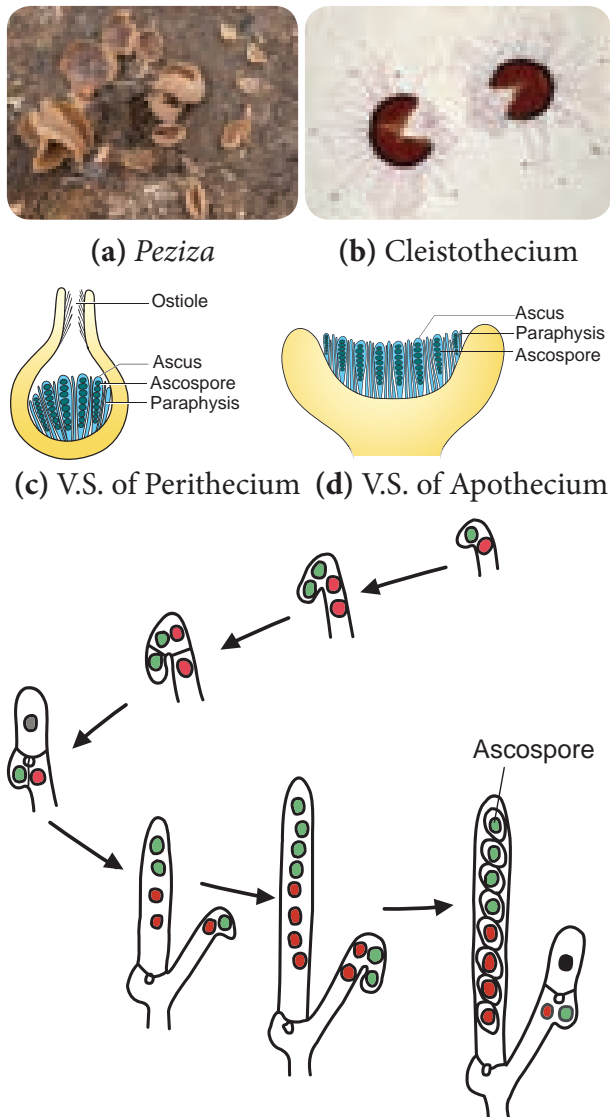 (a) Peziza
(b) Cleistothecium
Ostiole
Ascus
Ascospore
Paraphysis
Ascus
Paraphysis
Ascospore
(c) V.S. of Perithecium
(d) V.S. of Apothecium
Ascospore